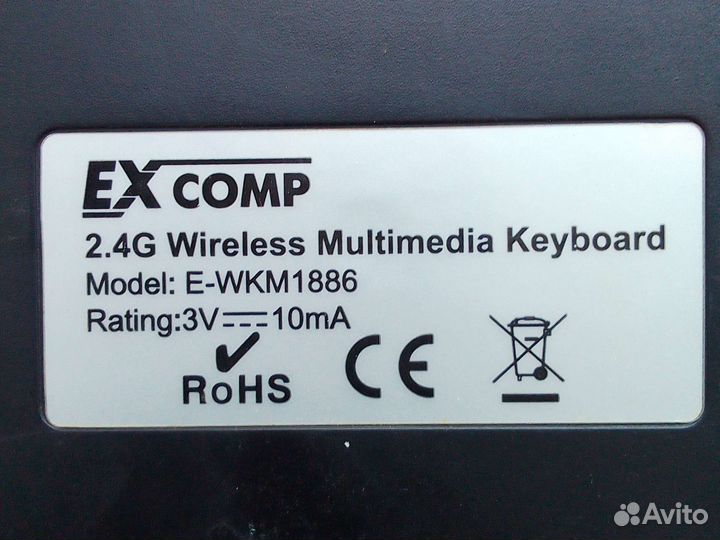 EX COMP
2.4G Wireless Multimedia Keyboard
Model: E-WKM1886
Rating:3V⎓10mA
RoHS CE
Avito